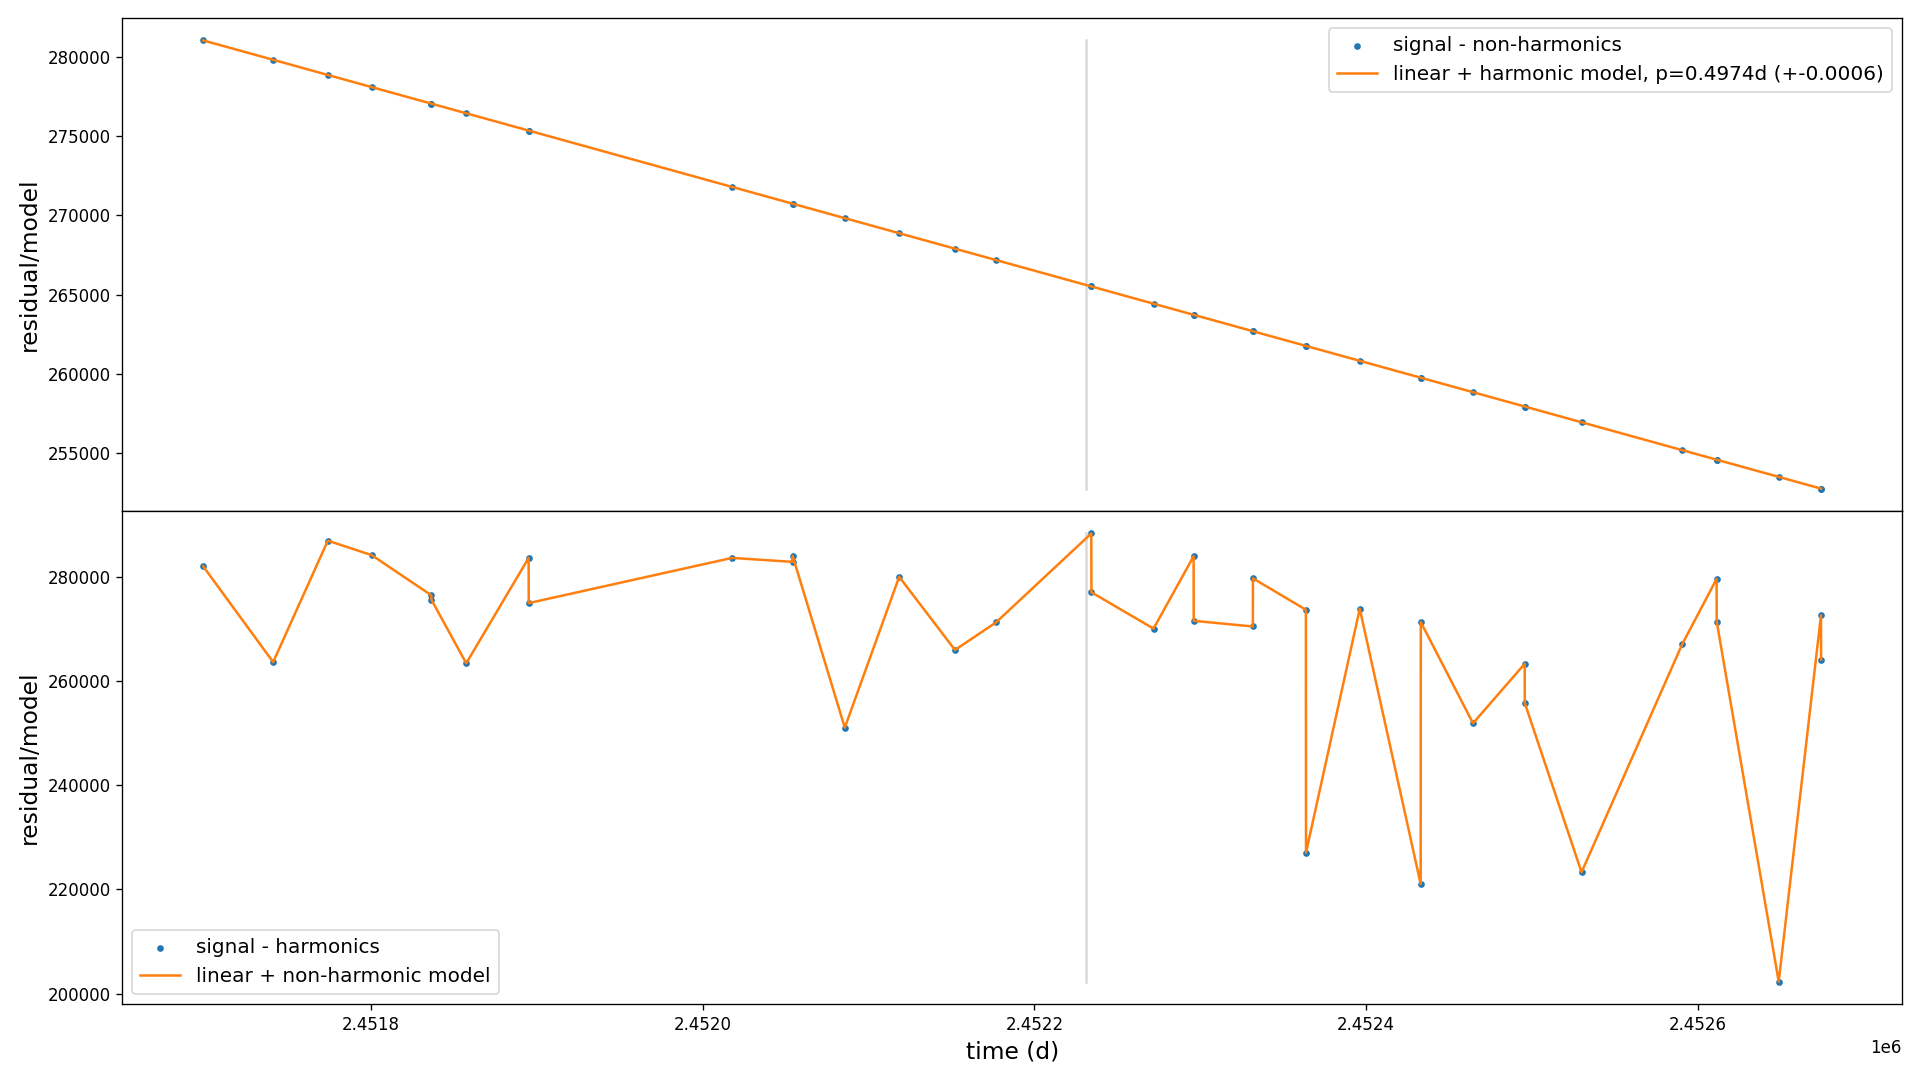 280000
275000
270000
265000
260000
255000
residual/model
signal - non-harmonics
linear + harmonic model, p=0.4974d (+-0.0006)
280000
260000
240000
220000
200000
residual/model
signal - harmonics
linear + non-harmonic model
2.4518
2.4520
2.4522
2.4524
2.4526
1e6
time (d)